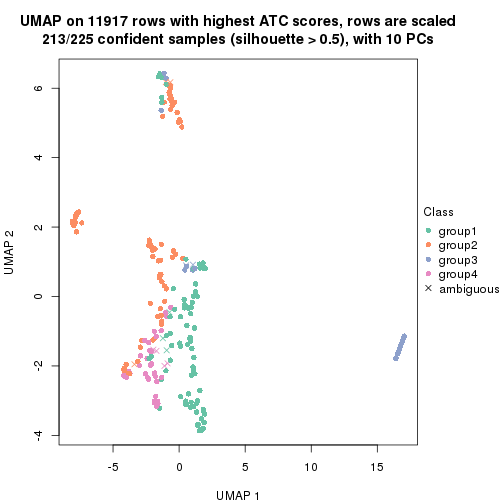 UMAP on 11917 rows with highest ATC scores, rows are scaled
213/225 confident samples (silhouette > 0.5), with 10 PCs
6
4
2
0
-2
-4
UMAP 2
-5
0
5
10
15
UMAP 1
Class
group1
group2
group3
group4
ambiguous